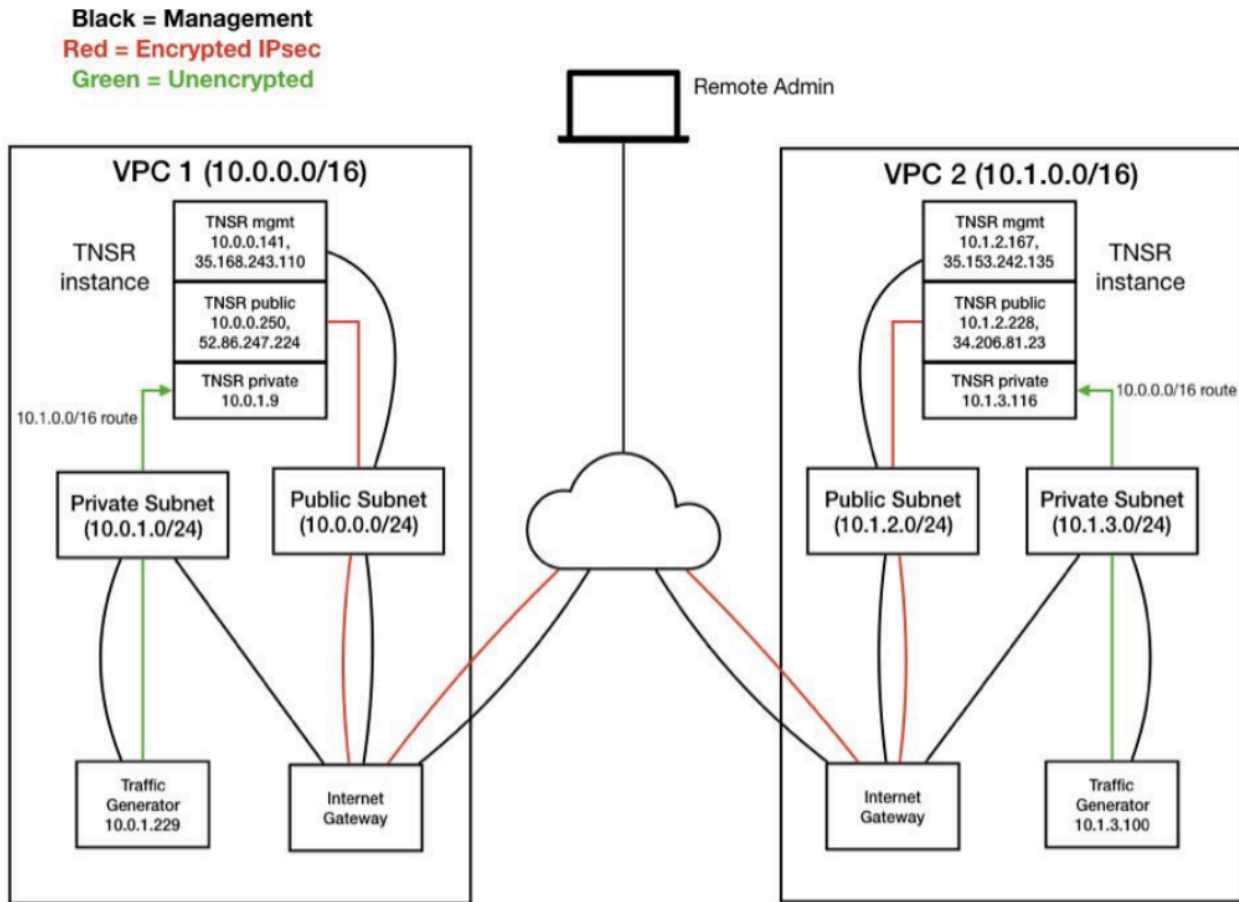 Black = Management
Red = Encrypted IPsec
Green = Unencrypted
Remote Admin
VPC 1 (10.0.0.0/16)
TNSR
instance
TNSR mgmt
10.0.0.141,
35.168.243.110
TNSR public
10.0.0.250,
52.86.247.224
TNSR private
10.0.1.9
10.1.0.0/16 route
Private Subnet
(10.0.1.0/24)
Public Subnet
(10.0.0.0/24)
Traffic
Generator
10.0.1.229
Internet
Gateway
VPC 2 (10.1.0.0/16)
TNSR mgmt
10.1.2.167,
35.153.242.135
TNSR public
10.1.2.228,
34.206.81.23
TNSR private
10.1.3.116
TNSR
instance
10.0.0.0/16 route
Public Subnet
(10.1.2.0/24)
Private Subnet
(10.1.3.0/24)
Internet
Gateway
Traffic
Generator
10.1.3.100